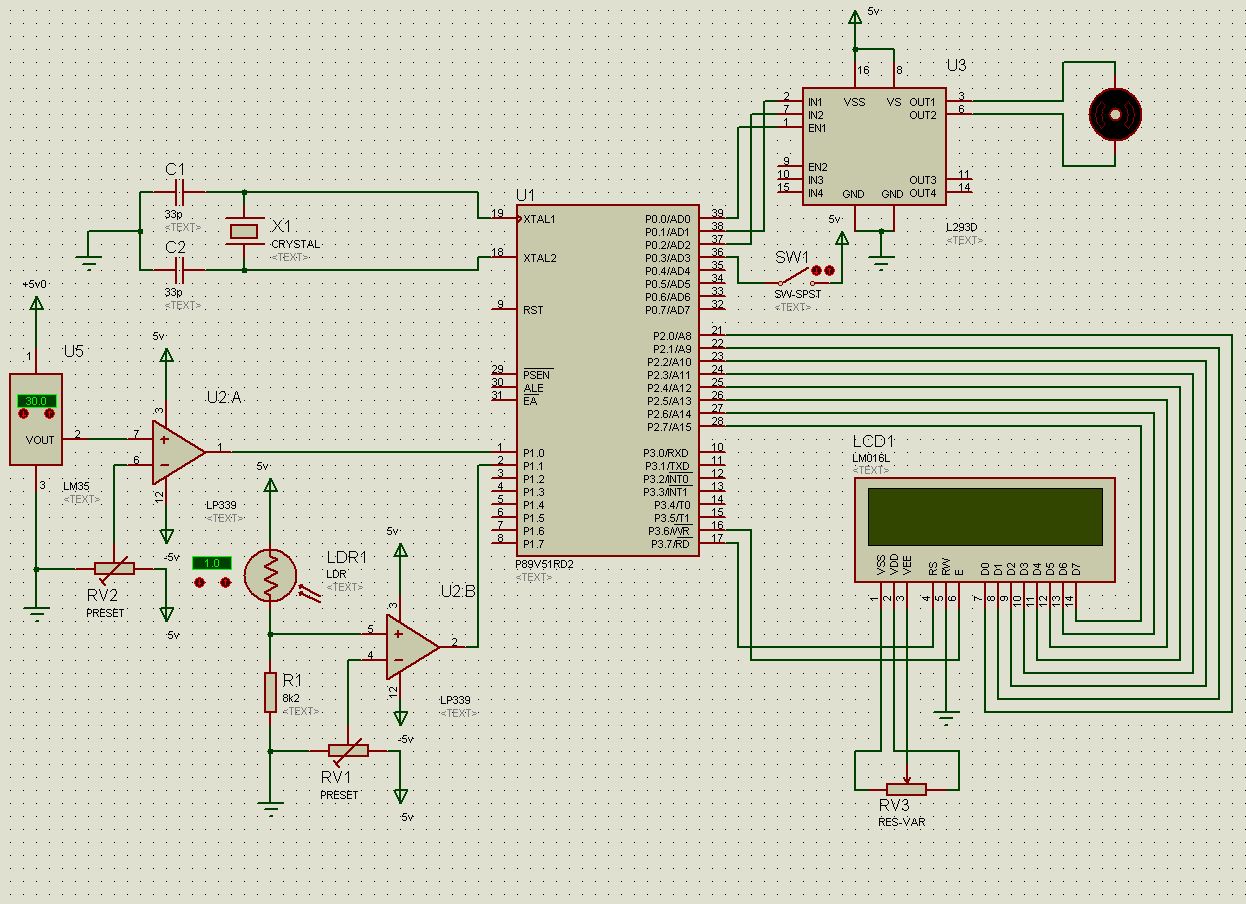 5v
U3
16
8
2
7
1
IN1
IN2
EN1
VSS
VS
OUT1
OUT2
3
6
9
10
15
EN2
IN3
IN4
GND
GND
OUT3
OUT4
11
14
L293D
<TEXT>
C1
33p
<TEXT>
X1
CRYSTAL
<TEXT>
C2
33p
<TEXT>
U1
19
XTAL1
18
XTAL2
9
RST
29
PSEN
30
ALE
31
EA
1
P1.0
2
P1.1
3
P1.2
4
P1.3
5
P1.4
6
P1.5
7
P1.6
8
P1.7
P0.0/AD0
39
P0.1/AD1
38
P0.2/AD2
37
P0.3/AD3
36
P0.4/AD4
35
P0.5/AD5
34
P0.6/AD6
33
P0.7/AD7
32
P2.0/A8
21
P2.1/A9
22
P2.2/A10
23
P2.3/A11
24
P2.4/A12
25
P2.5/A13
26
P2.6/A14
27
P2.7/A15
28
P3.0/RXD
10
P3.1/TXD
11
P3.2/INT0
12
P3.3/INT1
13
P3.4/T0
14
P3.5/T1
15
P3.6/WR
16
P3.7/RD
17
P89V51RD2
<TEXT>
5v
SW1
SW-SPST
<TEXT>
+5v0
1
U5
30.0
VOUT
2
3
LM35
<TEXT>
5v
U2:A
3
7
6
1
12
LP339
<TEXT>
-5v
RV2
PRESET
5v
5v
1.0
LDR1
LDR
<TEXT>
R1
8k2
<TEXT>
5v
U2:B
3
5
4
2
12
LP339
<TEXT>
-5v
RV1
PRESET
5v
LCD1
LM016L
<TEXT>
VSS
VDD
VEE
RS
RW
E
D0
D1
D2
D3
D4
D5
D6
D7
1
2
3
4
5
6
7
8
9
10
11
12
13
14
RV3
RES-VAR